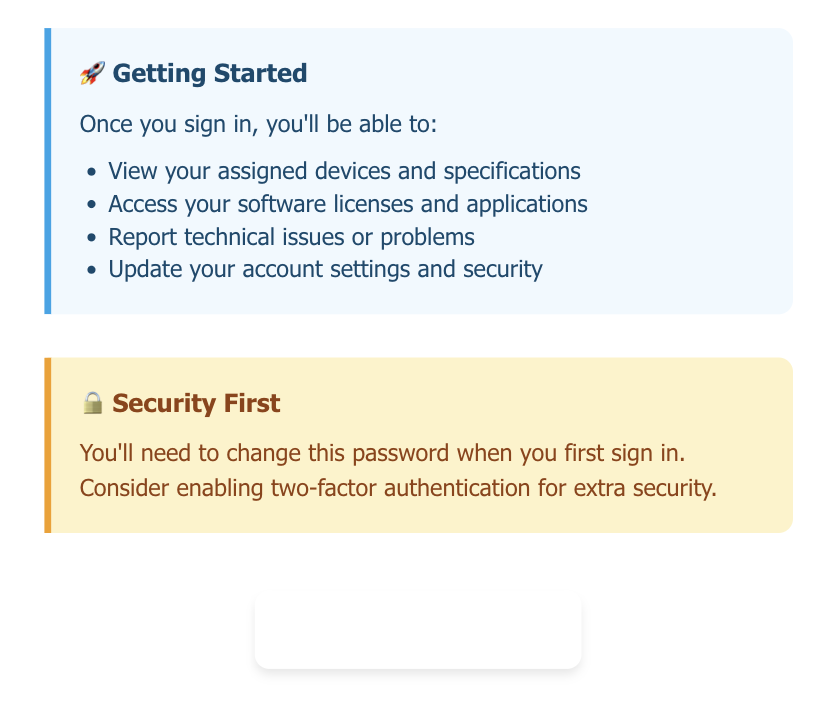 🚀 Getting Started
Once you sign in, you'll be able to:
• View your assigned devices and specifications
• Access your software licenses and applications
• Report technical issues or problems
• Update your account settings and security
🔒 Security First
You'll need to change this password when you first sign in.
Consider enabling two-factor authentication for extra security.